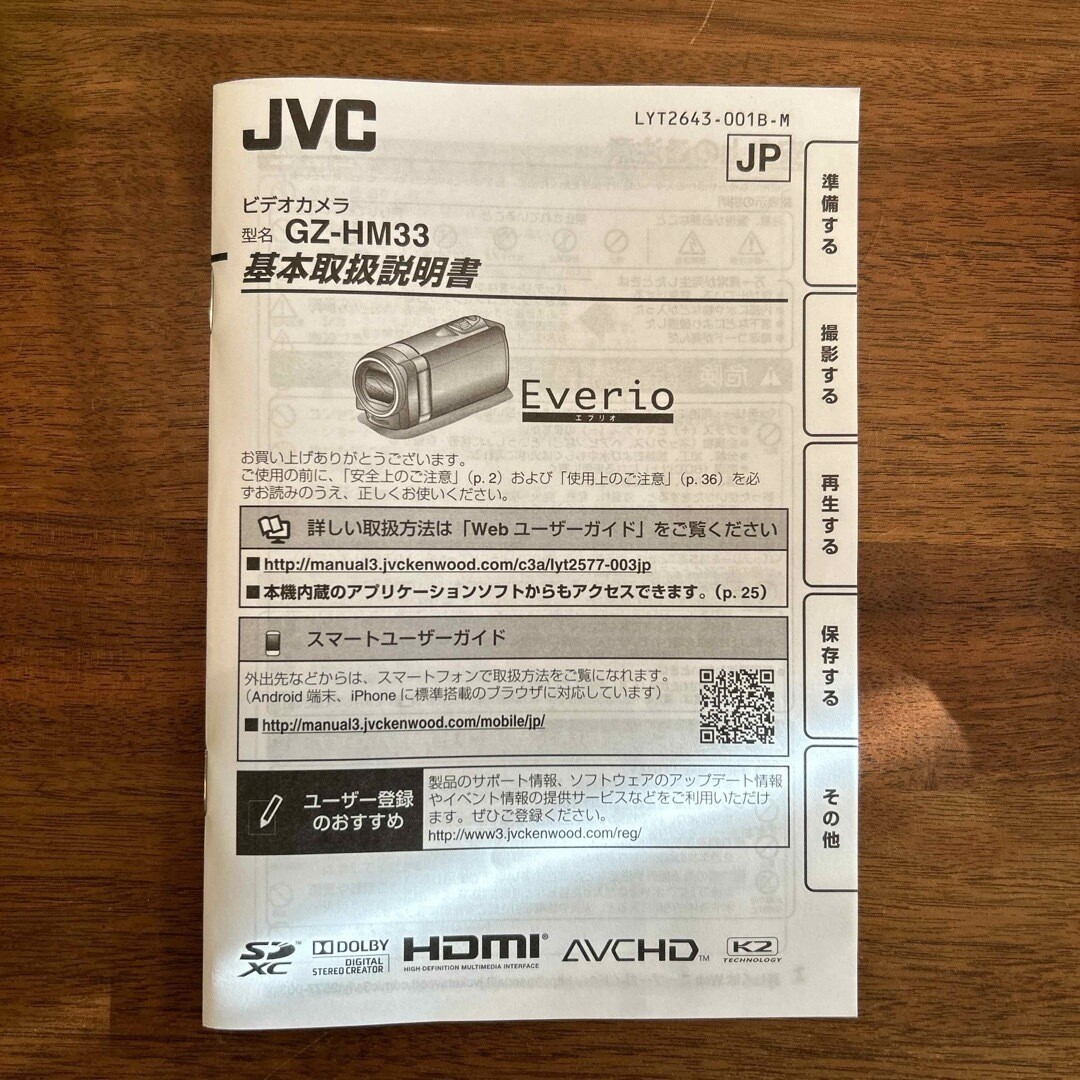 JVC
LYT2643-001B-M
JP
ビデオカメラ
型名 GZ-HM33
基本取扱説明書
Everio
エブリオ
お買い上げありがとうございます。
ご使用の前に、「安全上のご注意」(p. 2) および「使用上のご注意」(p. 36) を必
ずお読みのうえ、正しくお使いください。
詳しい取扱方法は「Web ユーザーガイド」をご覧ください
■ http://manual3.jvckenwood.com/c3a/lyt2577-003jp
■ 本機内蔵のアプリケーションソフトからもアクセスできます。(p. 25)
スマートユーザーガイド
外出先などからは、スマートフォンで取扱方法をご覧になれます。
(Android 端末、iPhone に標準搭載のブラウザに対応しています)
■ http://manual3.jvckenwood.com/mobile/jp/
ユーザー登録
のおすすめ
製品のサポート情報、ソフトウェアのアップデート情報
やイベント情報の提供サービスなどをご利用いただけ
ます。ぜひご登録ください。
http://www3.jvckenwood.com/reg/
準備する
撮影する
再生する
保存する
その他
SD XC™
DOLBY DIGITAL STEREO CREATOR
HDMI®
HIGH-DEFINITION MULTIMEDIA INTERFACE
AVCHD™
K2 TECHNOLOGY